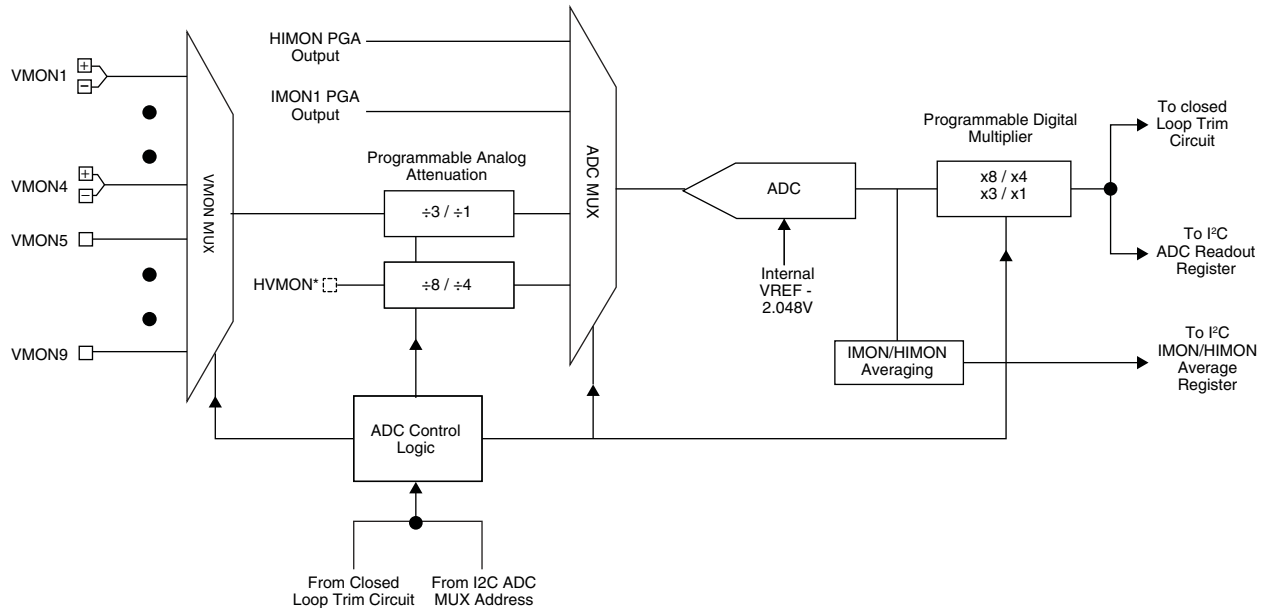 VMON1
+
−
VMON4
+
−
VMON5
VMON9
VMON MUX
HIMON PGA
Output
IMON1 PGA
Output
Programmable Analog
Attenuation
÷3 / ÷1
HVMON*
÷8 / ÷4
ADC MUX
ADC
Internal
VREF -
2.048V
Programmable Digital
Multiplier
x8 / x4
x3 / x1
To closed
Loop Trim
Circuit
To I²C
ADC Readout
Register
IMON/HIMON
Averaging
To I²C
IMON/HIMON
Average
Register
ADC Control
Logic
From Closed
Loop Trim Circuit
From I2C ADC
MUX Address